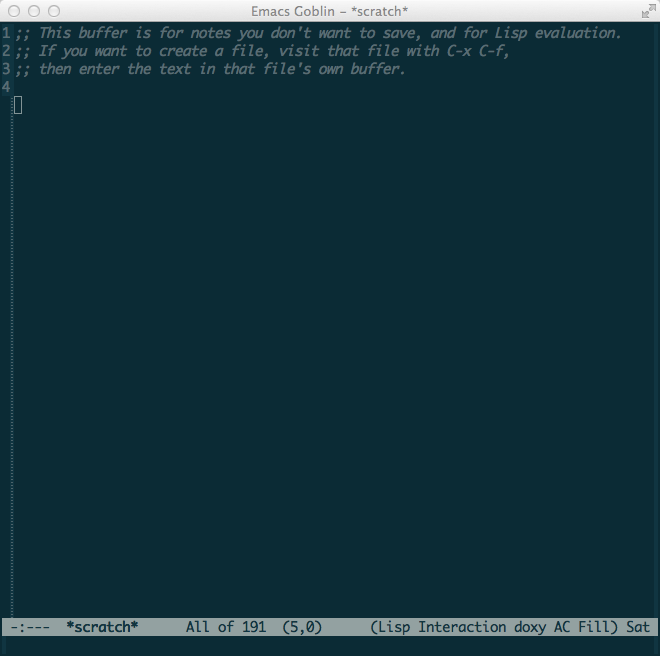 Emacs Goblin – *scratch*
1 ;; This buffer is for notes you don't want to save, and for Lisp evaluation.
2 ;; If you want to create a file, visit that file with C-x C-f,
3 ;; then enter the text in that file's own buffer.
4
-:--- *scratch* All of 191 (5,0) (Lisp Interaction doxy AC Fill) Sat